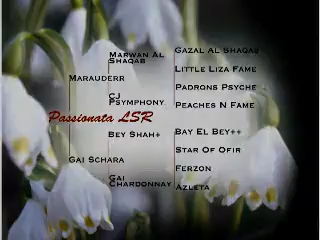 Gazal Al Shaqab
Marwan Al
Shaqab
Little Liza Fame
Marauderr
Padrons Psyche
CJ
Psymphony
Peaches N Fame
Passionata LSR
Bey Shah+
Bay El Bey++
Star Of Ofir
Gai Schara
Ferzon
Gai
Chardonnay
Azleta